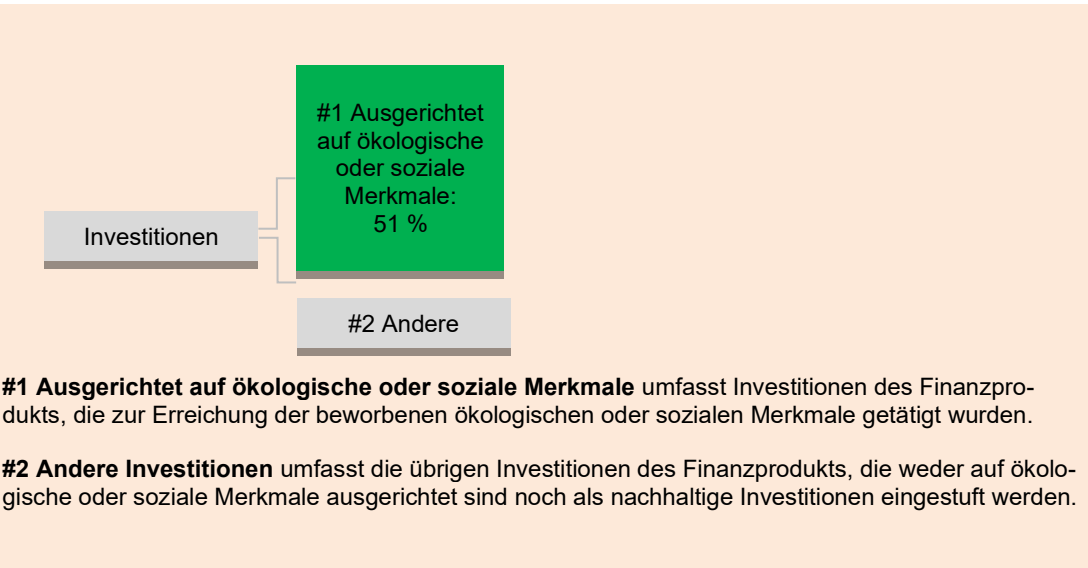 #1 Ausgerichtet
auf ökologische
oder soziale
Merkmale:
51 %
Investitionen
#2 Andere
#1 Ausgerichtet auf ökologische oder soziale Merkmale umfasst Investitionen des Finanzpro-
dukts, die zur Erreichung der beworbenen ökologischen oder sozialen Merkmale getätigt wurden.
#2 Andere Investitionen umfasst die übrigen Investitionen des Finanzprodukts, die weder auf ökolo-
gische oder soziale Merkmale ausgerichtet sind noch als nachhaltige Investitionen eingestuft werden.